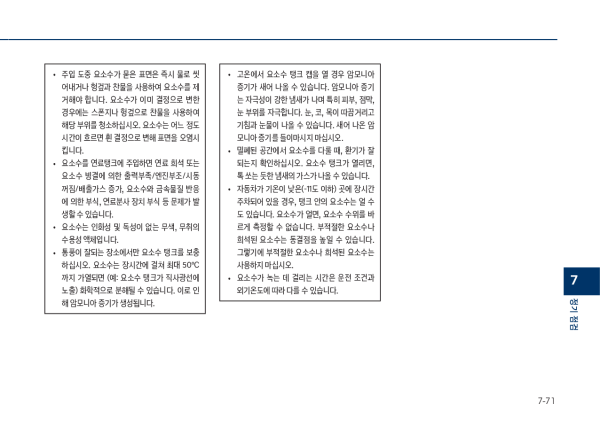 • 주입 도중 요소수가 묻은 표면은 즉시 물로 씻
어내거나 헝겊과 찬물을 사용하여 요소수를 제
거해야 합니다. 요소수가 이미 결정으로 변한
경우에는 스폰지나 헝겊으로 찬물을 사용하여
해당 부위를 청소하십시오. 요소수는 어느 정도
시간이 흐르면 흰 결정으로 변해 표면을 오염시
킵니다.
• 요소수를 연료탱크에 주입하면 연료 희석 또는
요소수 빙결에 의한 출력부족/엔진부조/시동
꺼짐/배출가스 증가, 요소수와 금속물질 반응
에 의한 부식, 연료분사 장치 부식 등 문제가 발
생할 수 있습니다.
• 요소수는 인화성 및 독성이 없는 무색, 무취의
수용성 액체입니다.
• 통풍이 잘되는 장소에서만 요소수 탱크를 보충
하십시오. 요소수는 장시간에 걸쳐 최대 50℃
까지 가열되면 (예: 요소수 탱크가 직사광선에
노출) 화학적으로 분해될 수 있습니다. 이로 인
해 암모니아 증기가 생성됩니다.
• 고온에서 요소수 탱크 캡을 열 경우 암모니아
증기가 새어 나올 수 있습니다. 암모니아 증기
는 자극성이 강한 냄새가 나며 특히 피부, 점막,
눈 부위를 자극합니다. 눈, 코, 목이 따끔거리고
기침과 눈물이 나올 수 있습니다. 새어 나온 암
모니아 증기를 들이마시지 마십시오.
• 밀폐된 공간에서 요소수를 다룰 때, 환기가 잘
되는지 확인하십시오. 요소수 탱크가 열리면,
톡 쏘는 듯한 냄새의 가스가 나올 수 있습니다.
• 자동차가 기온이 낮은(-11도 이하) 곳에 장시간
주차되어 있을 경우, 탱크 안의 요소수는 얼 수
도 있습니다. 요소수가 얼면, 요소수 수위를 바
르게 측정할 수 없습니다. 부적절한 요소수나
희석된 요소수는 동결점을 높일 수 있습니다.
그렇기에 부적절한 요소수나 희석된 요소수는
사용하지 마십시오.
• 요소수가 녹는 데 걸리는 시간은 운전 조건과
외기온도에 따라 다를 수 있습니다.
7
정기 점검
7-71